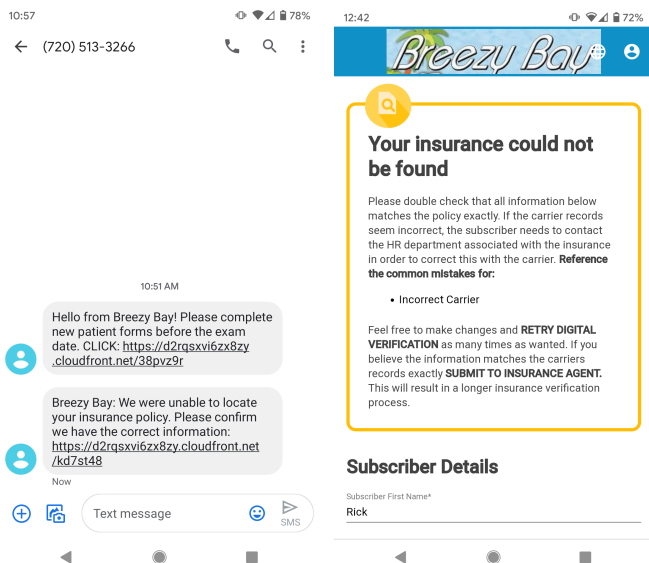 10:57
78%
(720) 513-3266
10:51 AM
Hello from Breezy Bay! Please complete
new patient forms before the exam
date. CLICK: https://d2rqsxvi6zx8zy
.cloudfront.net/38pvz9r
Breezy Bay: We were unable to locate
your insurance policy. Please confirm
we have the correct information:
https://d2rqsxvi6zx8zy.cloudfront.net
/kd7st48
Now
Text message
SMS
12:42
72%
Breezy Bay
Your insurance could not
be found
Please double check that all information below
matches the policy exactly. If the carrier records
seem incorrect, the subscriber needs to contact
the HR department associated with the insurance
in order to correct this with the carrier. Reference
the common mistakes for:
• Incorrect Carrier
Feel free to make changes and RETRY DIGITAL
VERIFICATION as many times as wanted. If you
believe the information matches the carriers
records exactly SUBMIT TO INSURANCE AGENT.
This will result in a longer insurance verification
process.
Subscriber Details
Subscriber First Name*
Rick